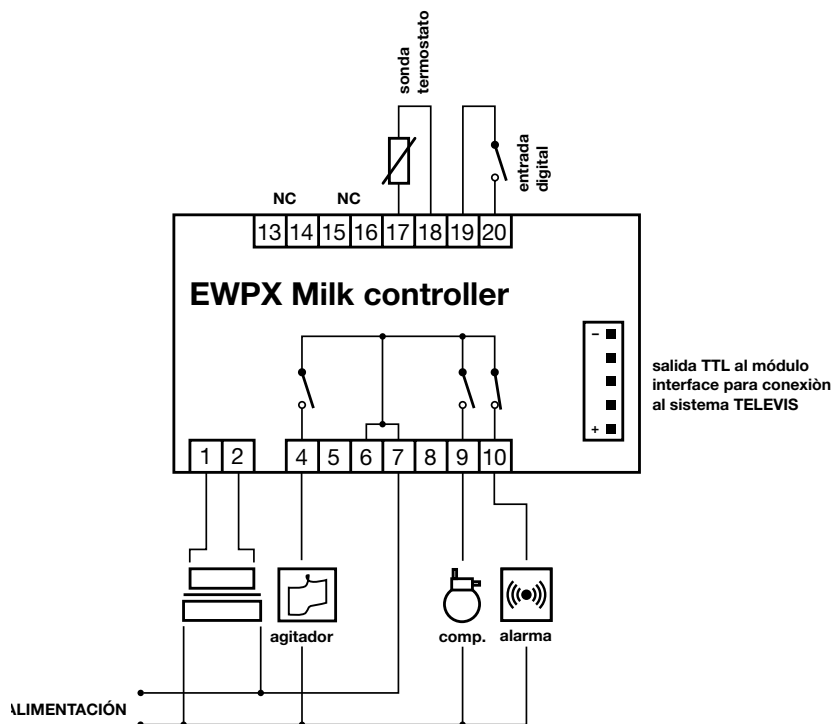 sonda
termostato
entrada
digital
NC NC
13 14 15 16 17 18 19 20
EWPX Milk controller
-
+
salida TTL al módulo
interface para conexiòn
al sistema TELEVIS
1 2 4 5 6 7 8 9 10
agitador comp. alarma
ALIMENTACIÓN